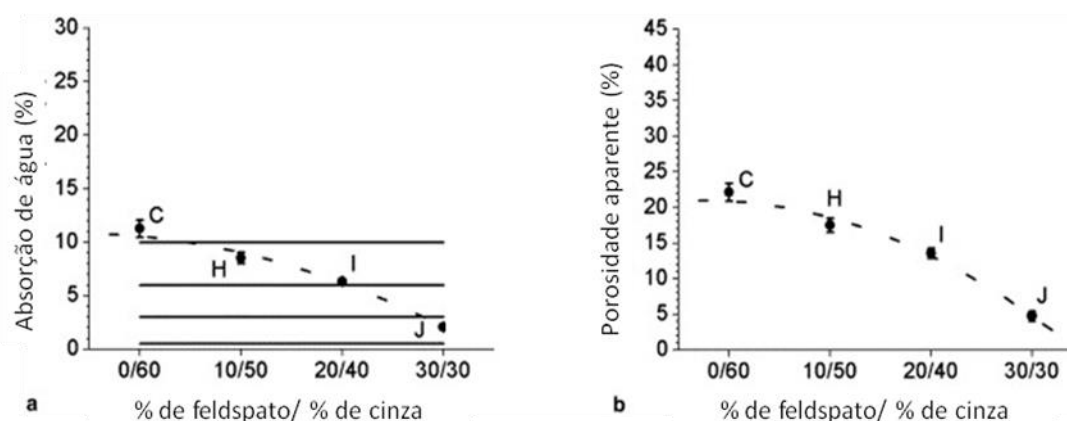 Absorção de água (%)
30
25
20
15
10
5
0
C
H
I
J
0/60 10/50 20/40 30/30
a % de feldspato/ % de cinza
Porosidade aparente (%)
45
40
35
30
25
20
15
10
5
0
C
H
I
J
0/60 10/50 20/40 30/30
b % de feldspato/ % de cinza